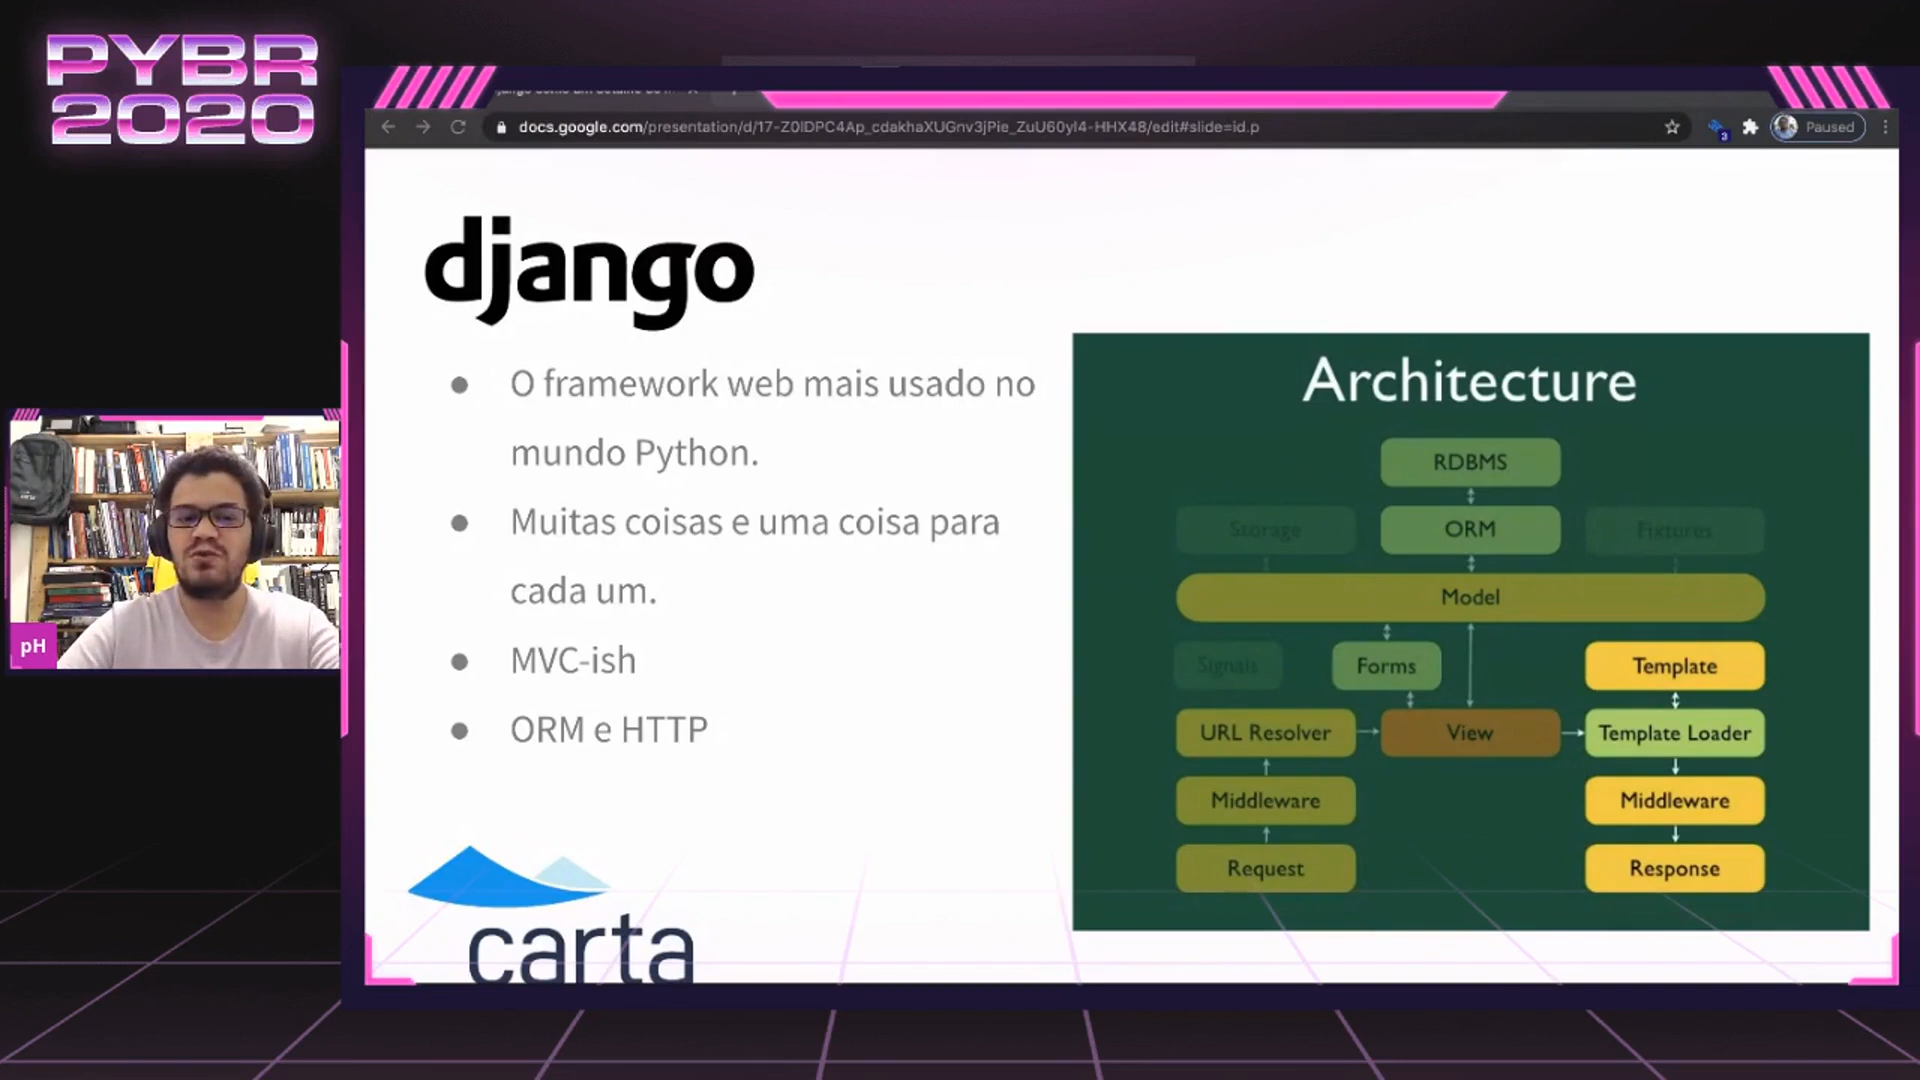 PYBR
2020
docs.google.com/presentation/d/17-Z0lDPC4Ap_cdakhaXUGnv3jPie_ZuU60yI4-HHX48/edit#slide=id.p
3
Paused
django
O framework web mais usado no
mundo Python.
Muitas coisas e uma coisa para
cada um.
MVC-ish
ORM e HTTP
carta
Architecture
RDBMS
Storage
ORM
Fixtures
Model
Signals
Forms
Template
URL Resolver
View
Template Loader
Middleware
Middleware
Request
Response
pH